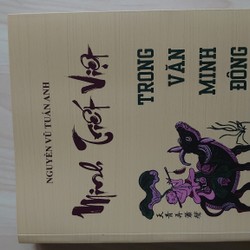 NGUYỄN VŨ TUẤN ANH
Minh Triết Việt
TRONG
VĂN
MINH
ĐÔNG